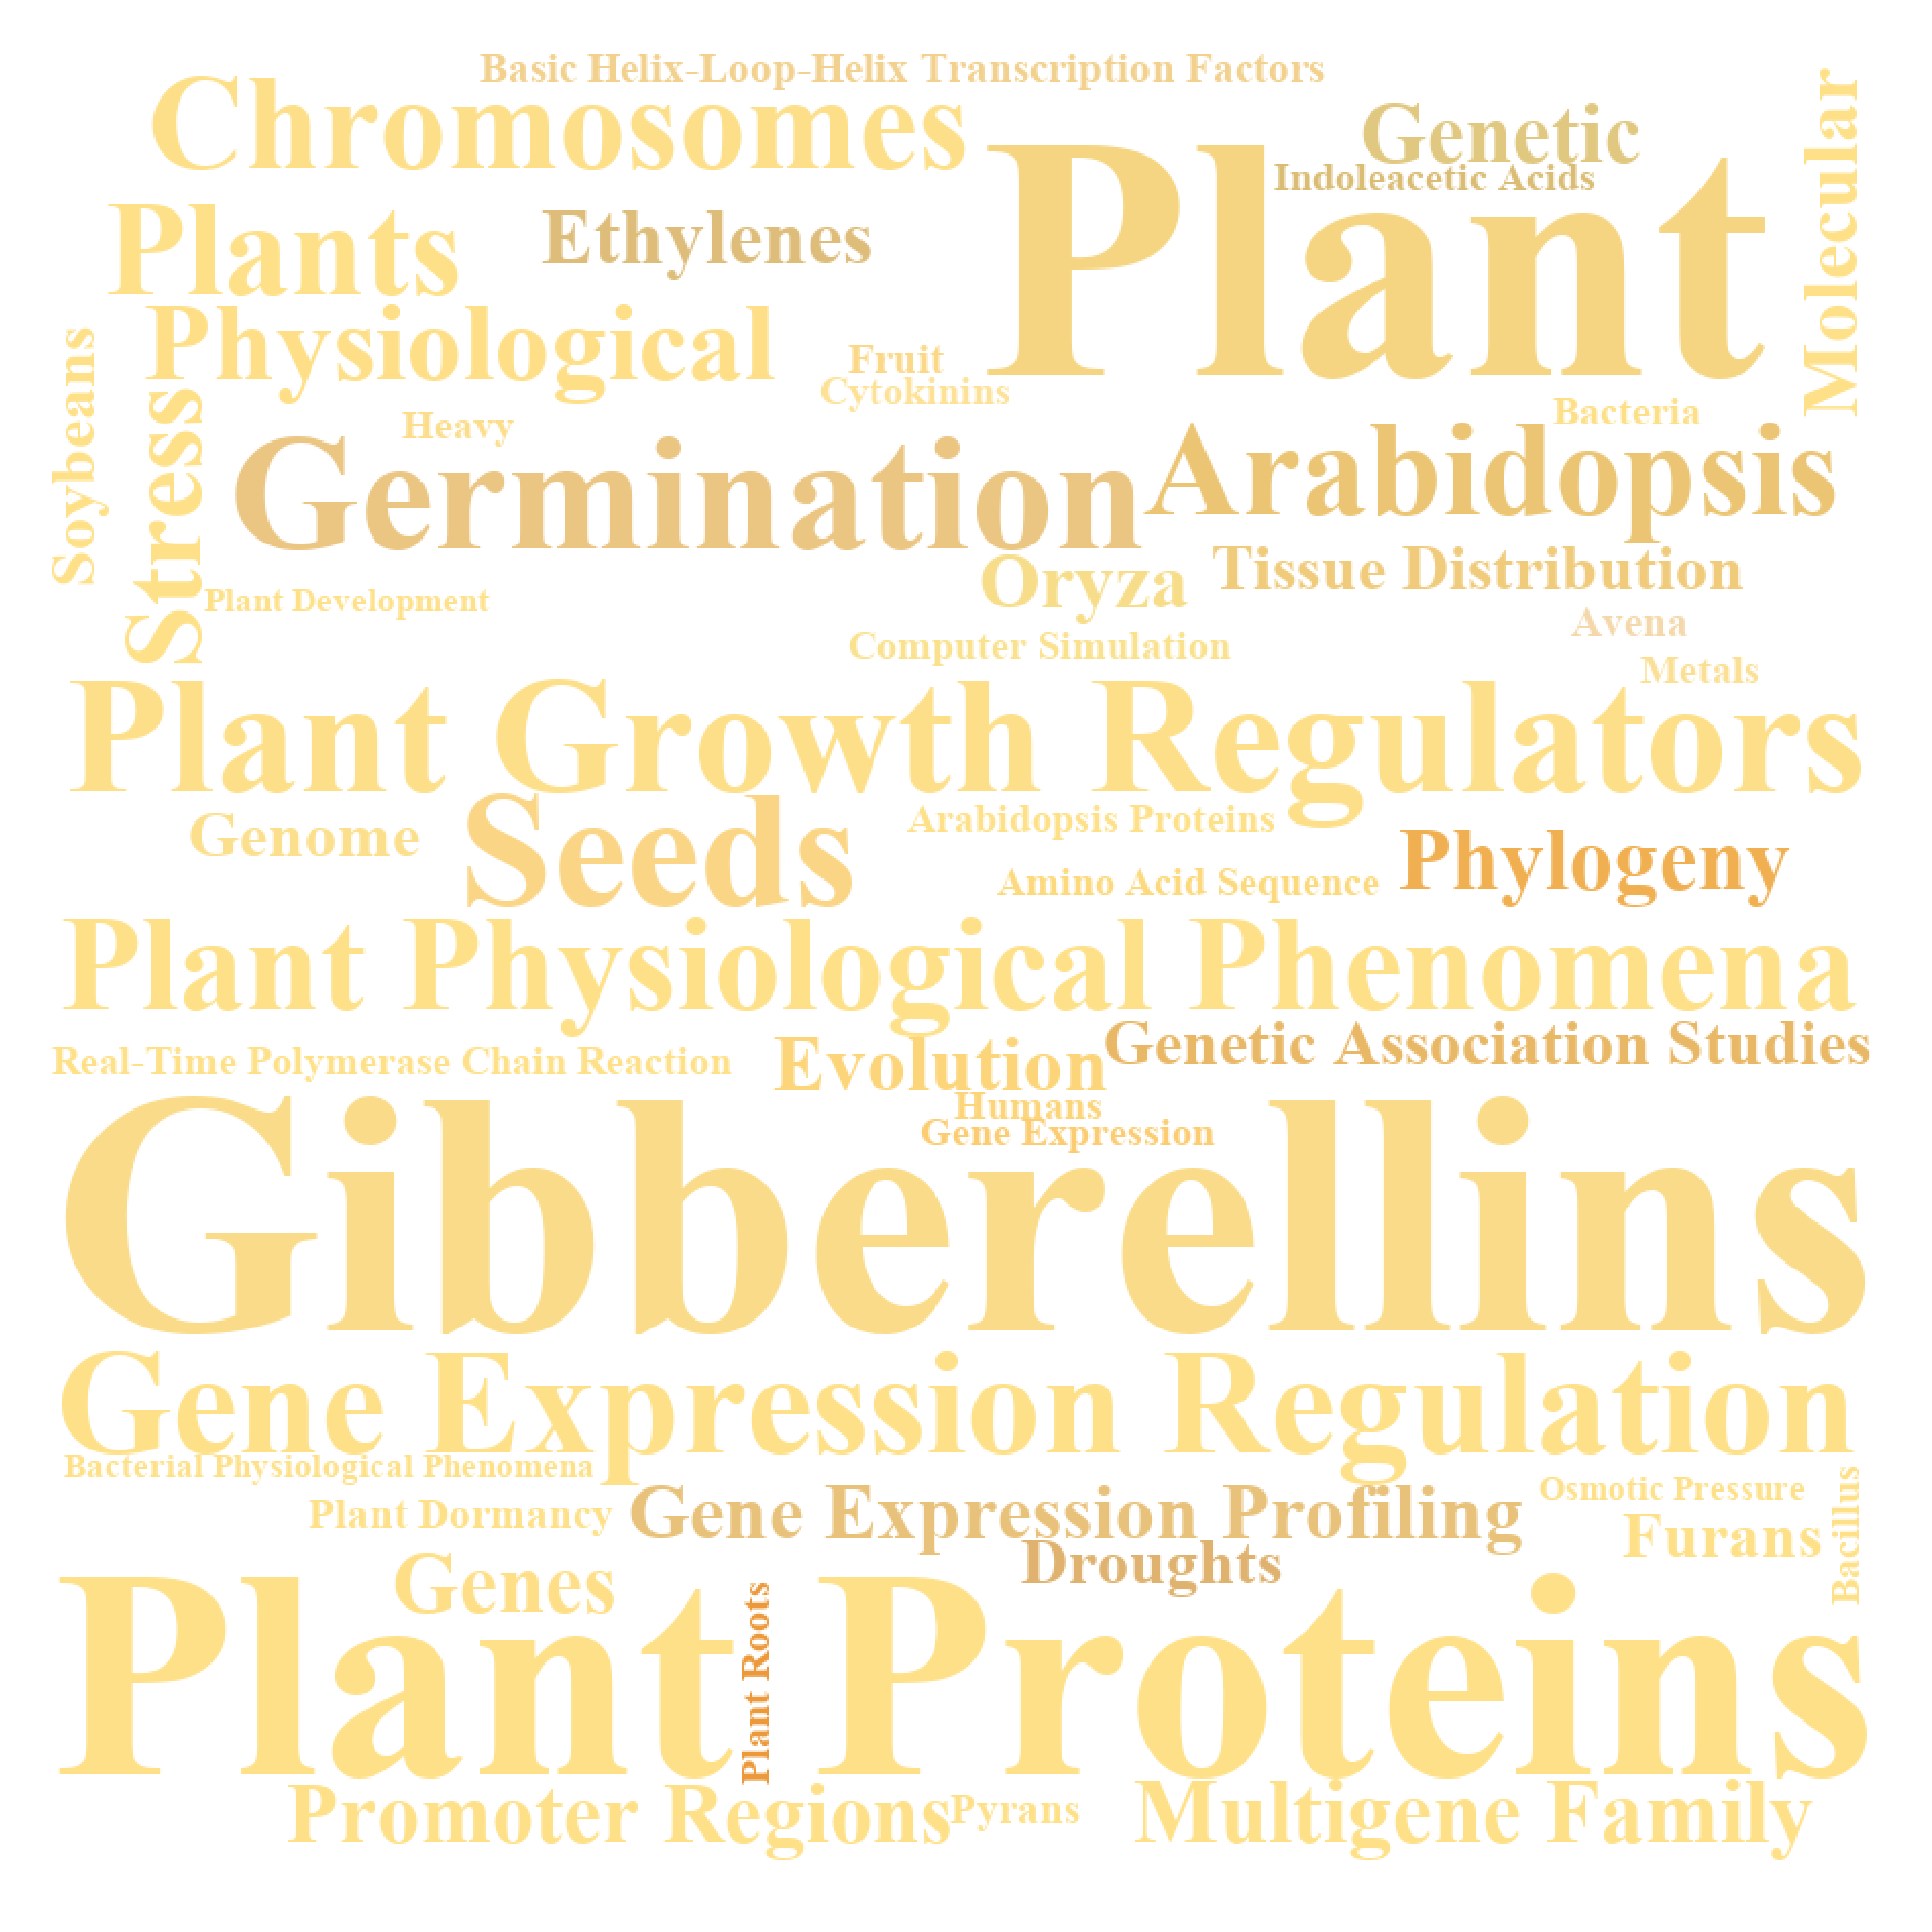 Basic Helix-Loop-Helix Transcription Factors
Chromosomes
Genetic
Molecular
Plant
Indoleacetic Acids
Plants
Ethylenes
Physiological
Soybeans
Fruit
Cytokinins
Stress
Heavy
Bacteria
Germination
Arabidopsis
Oryza
Tissue Distribution
Plant Development
Avena
Computer Simulation
Metals
Plant Growth Regulators
Genome
Seeds
Arabidopsis Proteins
Phylogeny
Amino Acid Sequence
Plant Physiological Phenomena
Real-Time Polymerase Chain Reaction
Evolution
Genetic Association Studies
Humans
Gene Expression
Gibberellins
Gene Expression Regulation
Bacterial Physiological Phenomena
Osmotic Pressure
Bacillus
Plant Dormancy
Gene Expression Profiling
Furans
Droughts
Genes
Plant Roots
Plant Proteins
Promoter Regions
Pyrans
Multigene Family